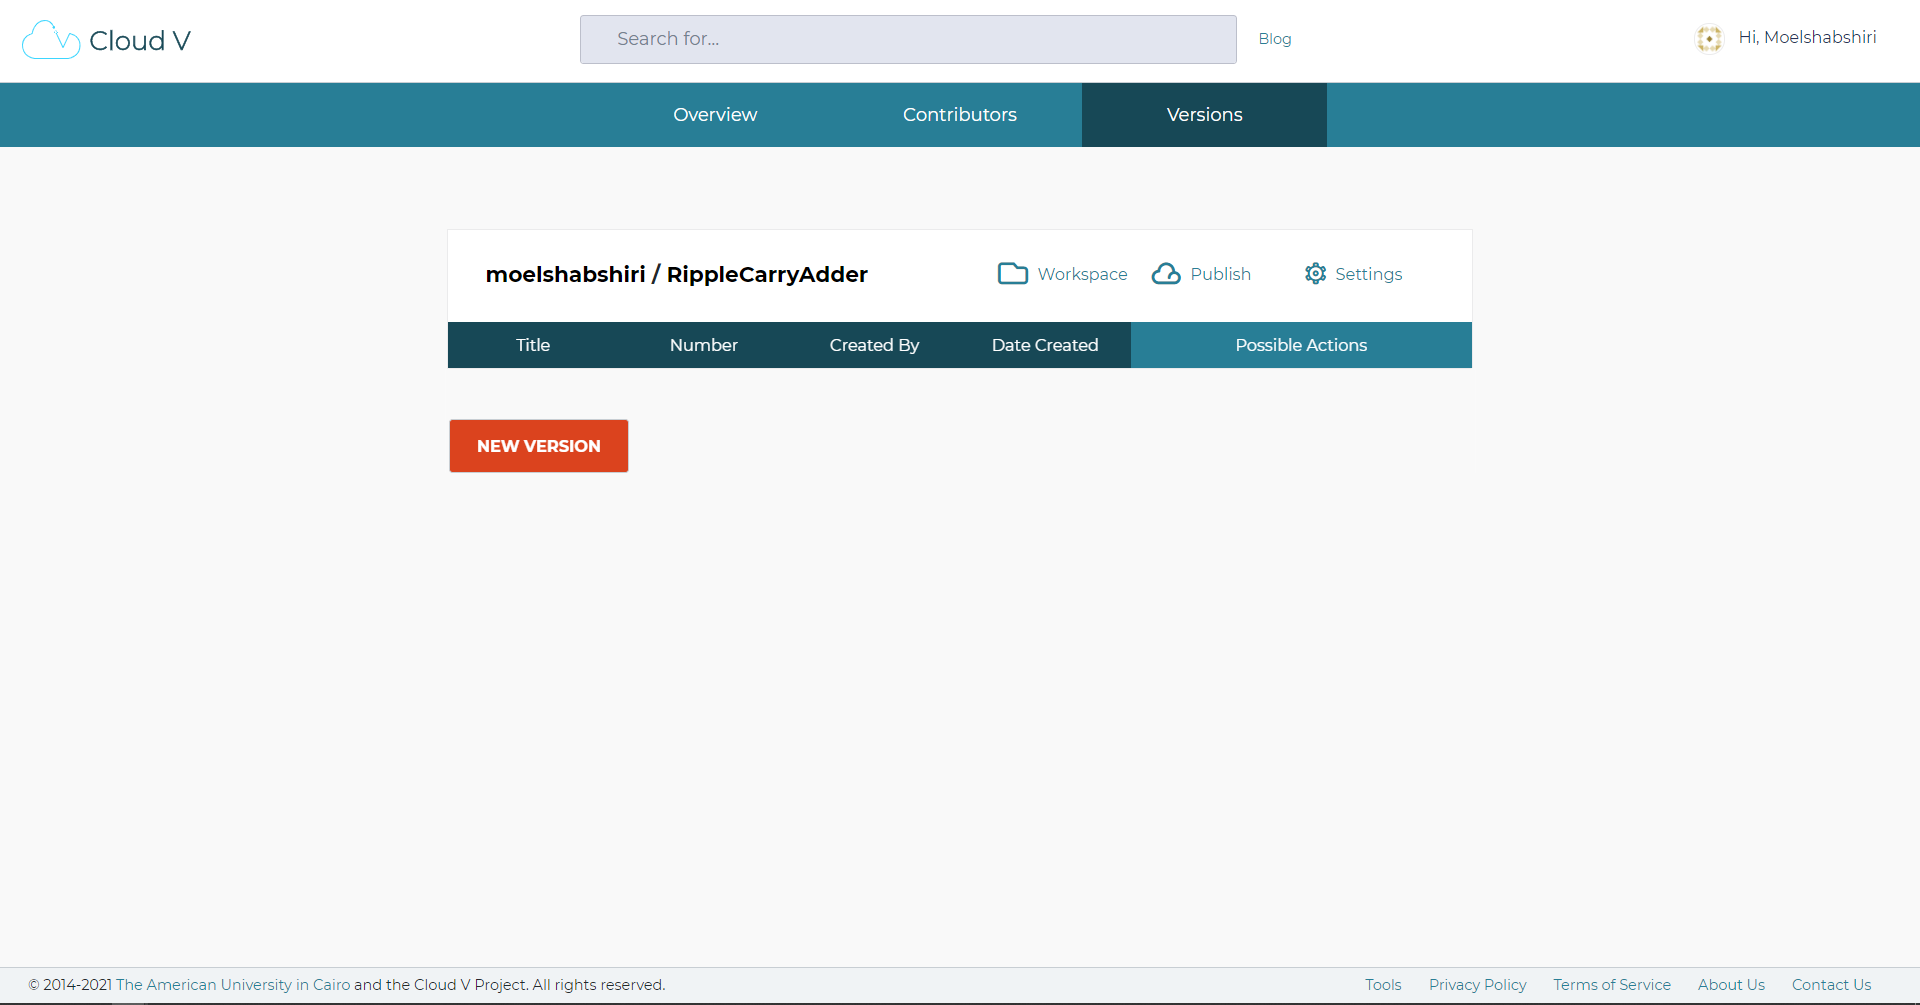 Cloud V
Search for...
Blog
Hi, Moelshabshiri
Overview
Contributors
Versions
moelshabshiri / RippleCarryAdder
Workspace
Publish
Settings
Title
Number
Created By
Date Created
Possible Actions
NEW VERSION
© 2014-2021 The American University in Cairo and the Cloud V Project. All rights reserved.
Tools
Privacy Policy
Terms of Service
About Us
Contact Us